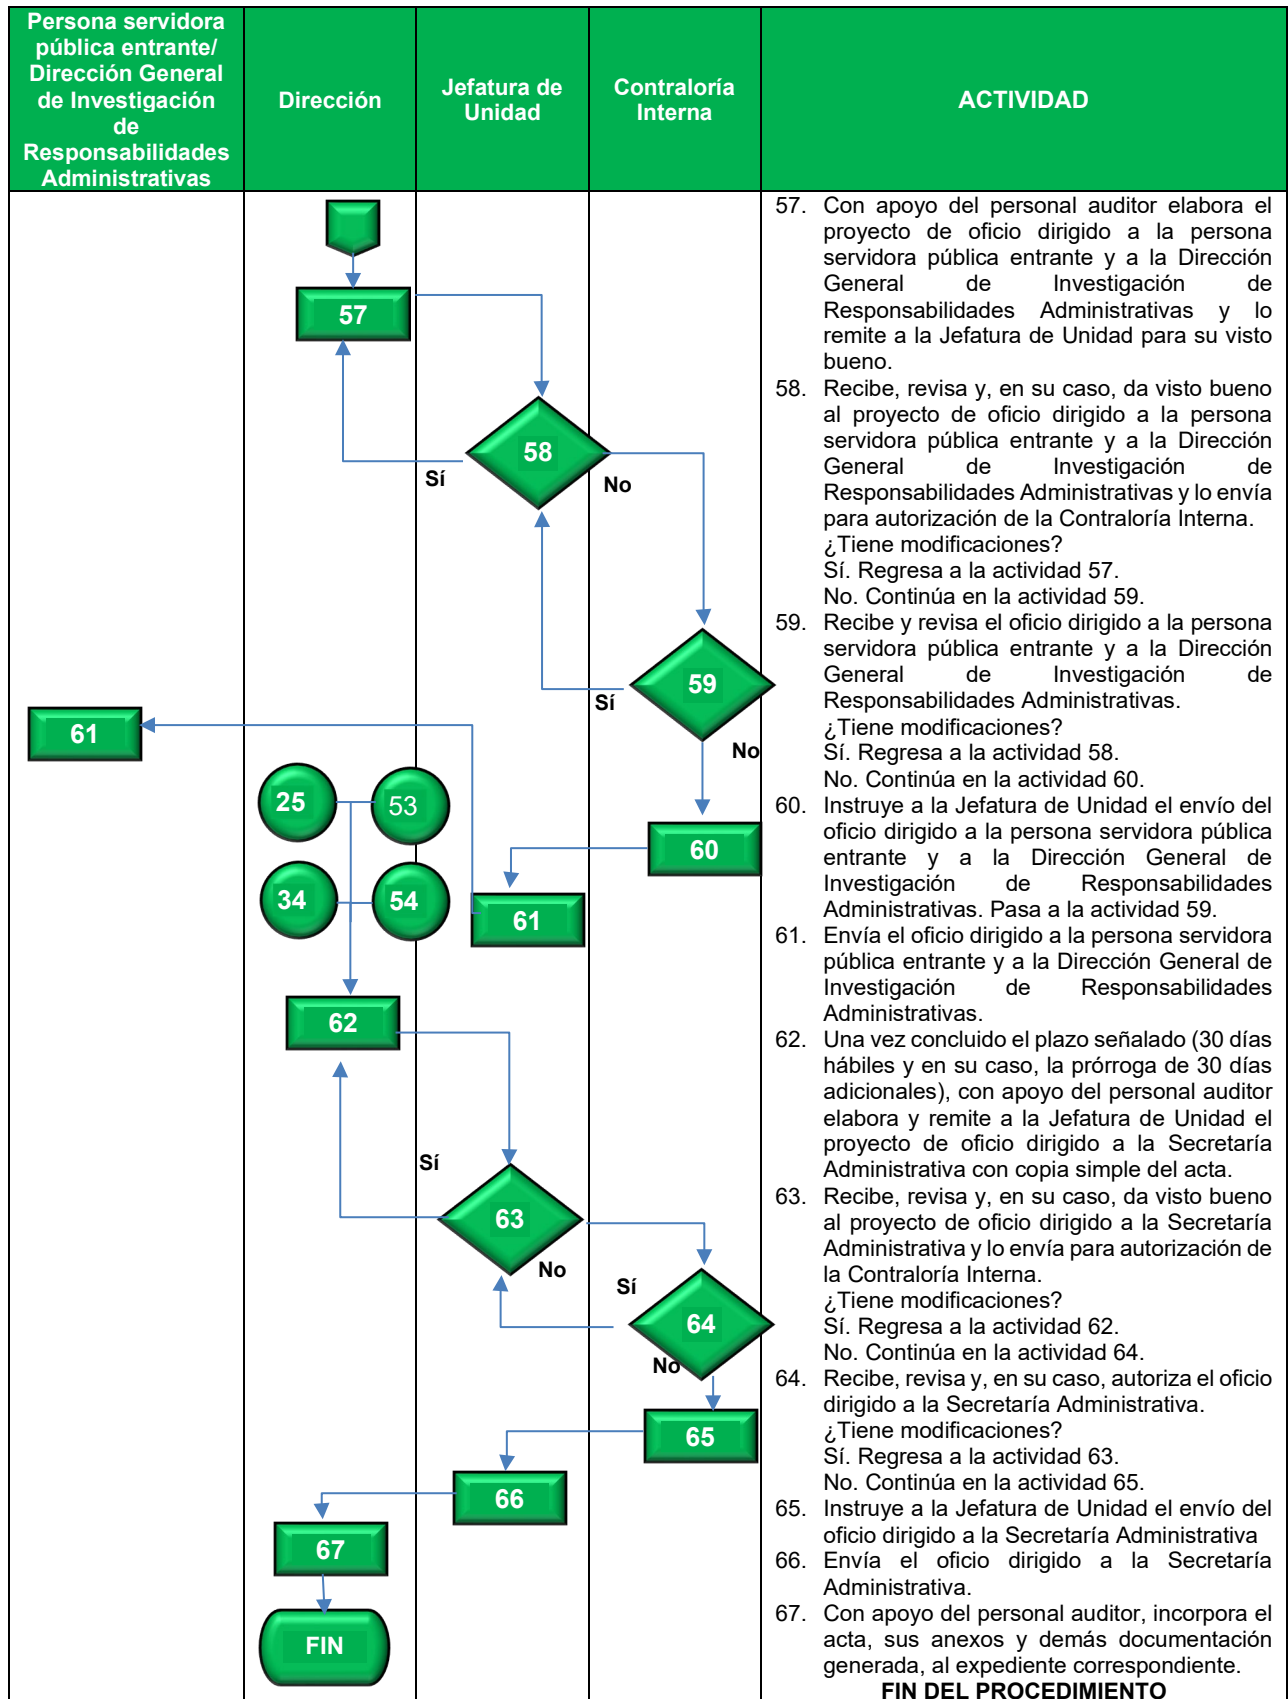 Persona servidora
pública entrante/
Dirección General
de Investigación
de
Responsabilidades
Administrativas
Dirección
Jefatura de
Unidad
Contraloría
Interna
ACTIVIDAD
57
58
Sí
No
59
Sí
No
61
25
53
60
34
54
61
62
Sí
63
No
Sí
64
No
65
66
67
FIN
57. Con apoyo del personal auditor elabora el
proyecto de oficio dirigido a la persona
servidora pública entrante y a la Dirección
General de Investigación de
Responsabilidades Administrativas y lo
remite a la Jefatura de Unidad para su visto
bueno.
58. Recibe, revisa y, en su caso, da visto bueno
al proyecto de oficio dirigido a la persona
servidora pública entrante y a la Dirección
General de Investigación de
Responsabilidades Administrativas y lo envía
para autorización de la Contraloría Interna.
¿Tiene modificaciones?
Sí. Regresa a la actividad 57.
No. Continúa en la actividad 59.
59. Recibe y revisa el oficio dirigido a la persona
servidora pública entrante y a la Dirección
General de Investigación de
Responsabilidades Administrativas.
¿Tiene modificaciones?
Sí. Regresa a la actividad 58.
No. Continúa en la actividad 60.
60. Instruye a la Jefatura de Unidad el envío del
oficio dirigido a la persona servidora pública
entrante y a la Dirección General de
Investigación de Responsabilidades
Administrativas. Pasa a la actividad 59.
61. Envía el oficio dirigido a la persona servidora
pública entrante y a la Dirección General de
Investigación de Responsabilidades
Administrativas.
62. Una vez concluido el plazo señalado (30 días
hábiles y en su caso, la prórroga de 30 días
adicionales), con apoyo del personal auditor
elabora y remite a la Jefatura de Unidad el
proyecto de oficio dirigido a la Secretaría
Administrativa con copia simple del acta.
63. Recibe, revisa y, en su caso, da visto bueno
al proyecto de oficio dirigido a la Secretaría
Administrativa y lo envía para autorización de
la Contraloría Interna.
¿Tiene modificaciones?
Sí. Regresa a la actividad 62.
No. Continúa en la actividad 64.
64. Recibe, revisa y, en su caso, autoriza el oficio
dirigido a la Secretaría Administrativa.
¿Tiene modificaciones?
Sí. Regresa a la actividad 63.
No. Continúa en la actividad 65.
65. Instruye a la Jefatura de Unidad el envío del
oficio dirigido a la Secretaría Administrativa
66. Envía el oficio dirigido a la Secretaría
Administrativa.
67. Con apoyo del personal auditor, incorpora el
acta, sus anexos y demás documentación
generada, al expediente correspondiente.
FIN DEL PROCEDIMIENTO